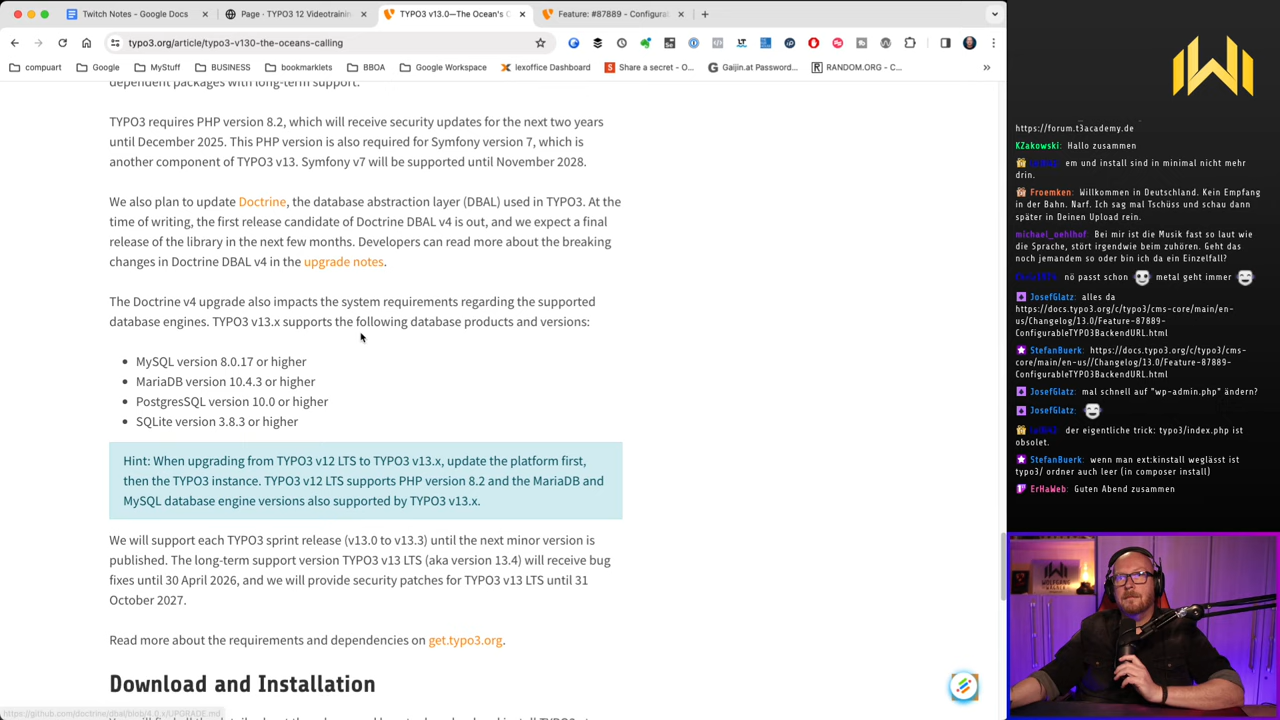 Twitch Notes - Google Docs
Page · TYPO3 12 Videotrainin
TYPO3 v13.0—The Ocean's C
Feature: #87889 - Configural
typo3.org/article/typo3-v130-the-oceans-calling
compuart
Google
MyStuff
BUSINESS
bookmarklets
BBOA
Google Workspace
lexoffice Dashboard
Share a secret - O...
Gaijin.at Password...
RANDOM.ORG - C...
»
dependent packages with long-term support.
TYPO3 requires PHP version 8.2, which will receive security updates for the next two years
until December 2025. This PHP version is also required for Symfony version 7, which is
another component of TYPO3 v13. Symfony v7 will be supported until November 2028.
We also plan to update Doctrine, the database abstraction layer (DBAL) used in TYPO3. At the
time of writing, the first release candidate of Doctrine DBAL v4 is out, and we expect a final
release of the library in the next few months. Developers can read more about the breaking
changes in Doctrine DBAL v4 in the upgrade notes.
The Doctrine v4 upgrade also impacts the system requirements regarding the supported
database engines. TYPO3 v13.x supports the following database products and versions:
• MySQL version 8.0.17 or higher
• MariaDB version 10.4.3 or higher
• PostgresSQL version 10.0 or higher
• SQLite version 3.8.3 or higher
Hint: When upgrading from TYPO3 v12 LTS to TYPO3 v13.x, update the platform first,
then the TYPO3 instance. TYPO3 v12 LTS supports PHP version 8.2 and the MariaDB and
MySQL database engine versions also supported by TYPO3 v13.x.
We will support each TYPO3 sprint release (v13.0 to v13.3) until the next minor version is
published. The long-term support version TYPO3 v13 LTS (aka version 13.4) will receive bug
fixes until 30 April 2026, and we will provide security patches for TYPO3 v13 LTS until 31
October 2027.
Read more about the requirements and dependencies on get.typo3.org.
Download and Installation
https://github.com/doctrine/dbal/blob/4.0.x/UPGRADE.md
https://forum.t3academy.de
KZakowski: Hallo zusammen
em und install sind in minimal nicht mehr
drin.
Froemken: Willkommen in Deutschland. Kein Empfang
in der Bahn. Narf. Ich sag mal Tschüss und schau dann
später in Deinen Upload rein.
michael_oehlhof: Bei mir ist die Musik fast so laut wie
die Sprache, stört irgendwie beim zuhören. Geht das
noch jemandem so oder bin ich da ein Einzelfall?
nö passt schon metal geht immer
JosefGlatz: alles da
https://docs.typo3.org/c/typo3/cms-core/main/en-
us/Changelog/13.0/Feature-87889-
ConfigurableTYPO3BackendURL.html
StefanBuerk: https://docs.typo3.org/c/typo3/cms-
core/main/en-us//Changelog/13.0/Feature-87889-
ConfigurableTYPO3BackendURL.html
JosefGlatz: mal schnell auf "wp-admin.php" ändern?
JosefGlatz:
der eigentliche trick: typo3/index.php ist
obsolet.
StefanBuerk: wenn man ext:kinstall weglässt ist
typo3/ ordner auch leer (in composer install)
ErHaWeb: Guten Abend zusammen